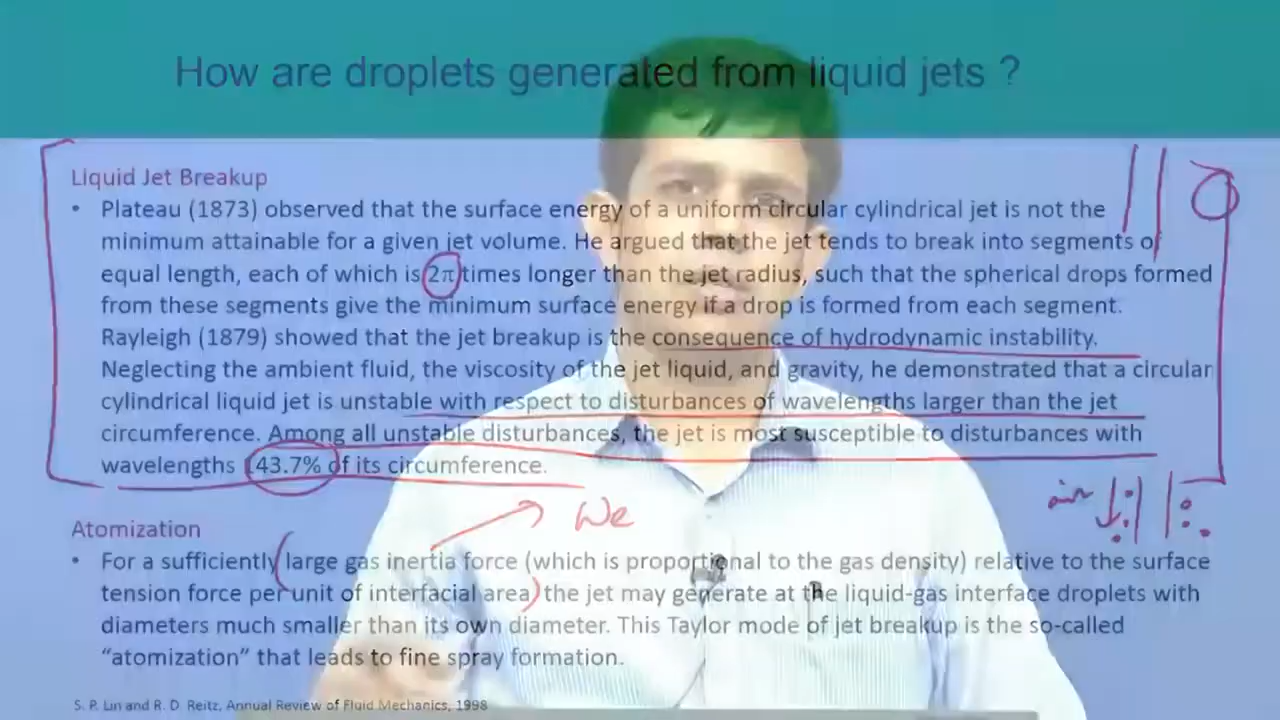 How are droplets generated from liquid jets ?
Liquid Jet Breakup
• Plateau (1873) observed that the surface energy of a uniform circular cylindrical jet is not the
minimum attainable for a given jet volume. He argued that the jet tends to break into segments of
equal length, each of which is 2π times longer than the jet radius, such that the spherical drops formed
from these segments give the minimum surface energy if a drop is formed from each segment.
Rayleigh (1879) showed that the jet breakup is the consequence of hydrodynamic instability.
Neglecting the ambient fluid, the viscosity of the jet liquid, and gravity, he demonstrated that a circular
cylindrical liquid jet is unstable with respect to disturbances of wavelengths larger than the jet
circumference. Among all unstable disturbances, the jet is most susceptible to disturbances with
wavelengths 143.7% of its circumference.
We
air
Atomization
• For a sufficiently large gas inertia force (which is proportional to the gas density) relative to the surface
tension force per unit of interfacial area, the jet may generate at the liquid-gas interface droplets with
diameters much smaller than its own diameter. This Taylor mode of jet breakup is the so-called
“atomization” that leads to fine spray formation.
S. P. Lin and R. D. Reitz, Annual Review of Fluid Mechanics, 1998